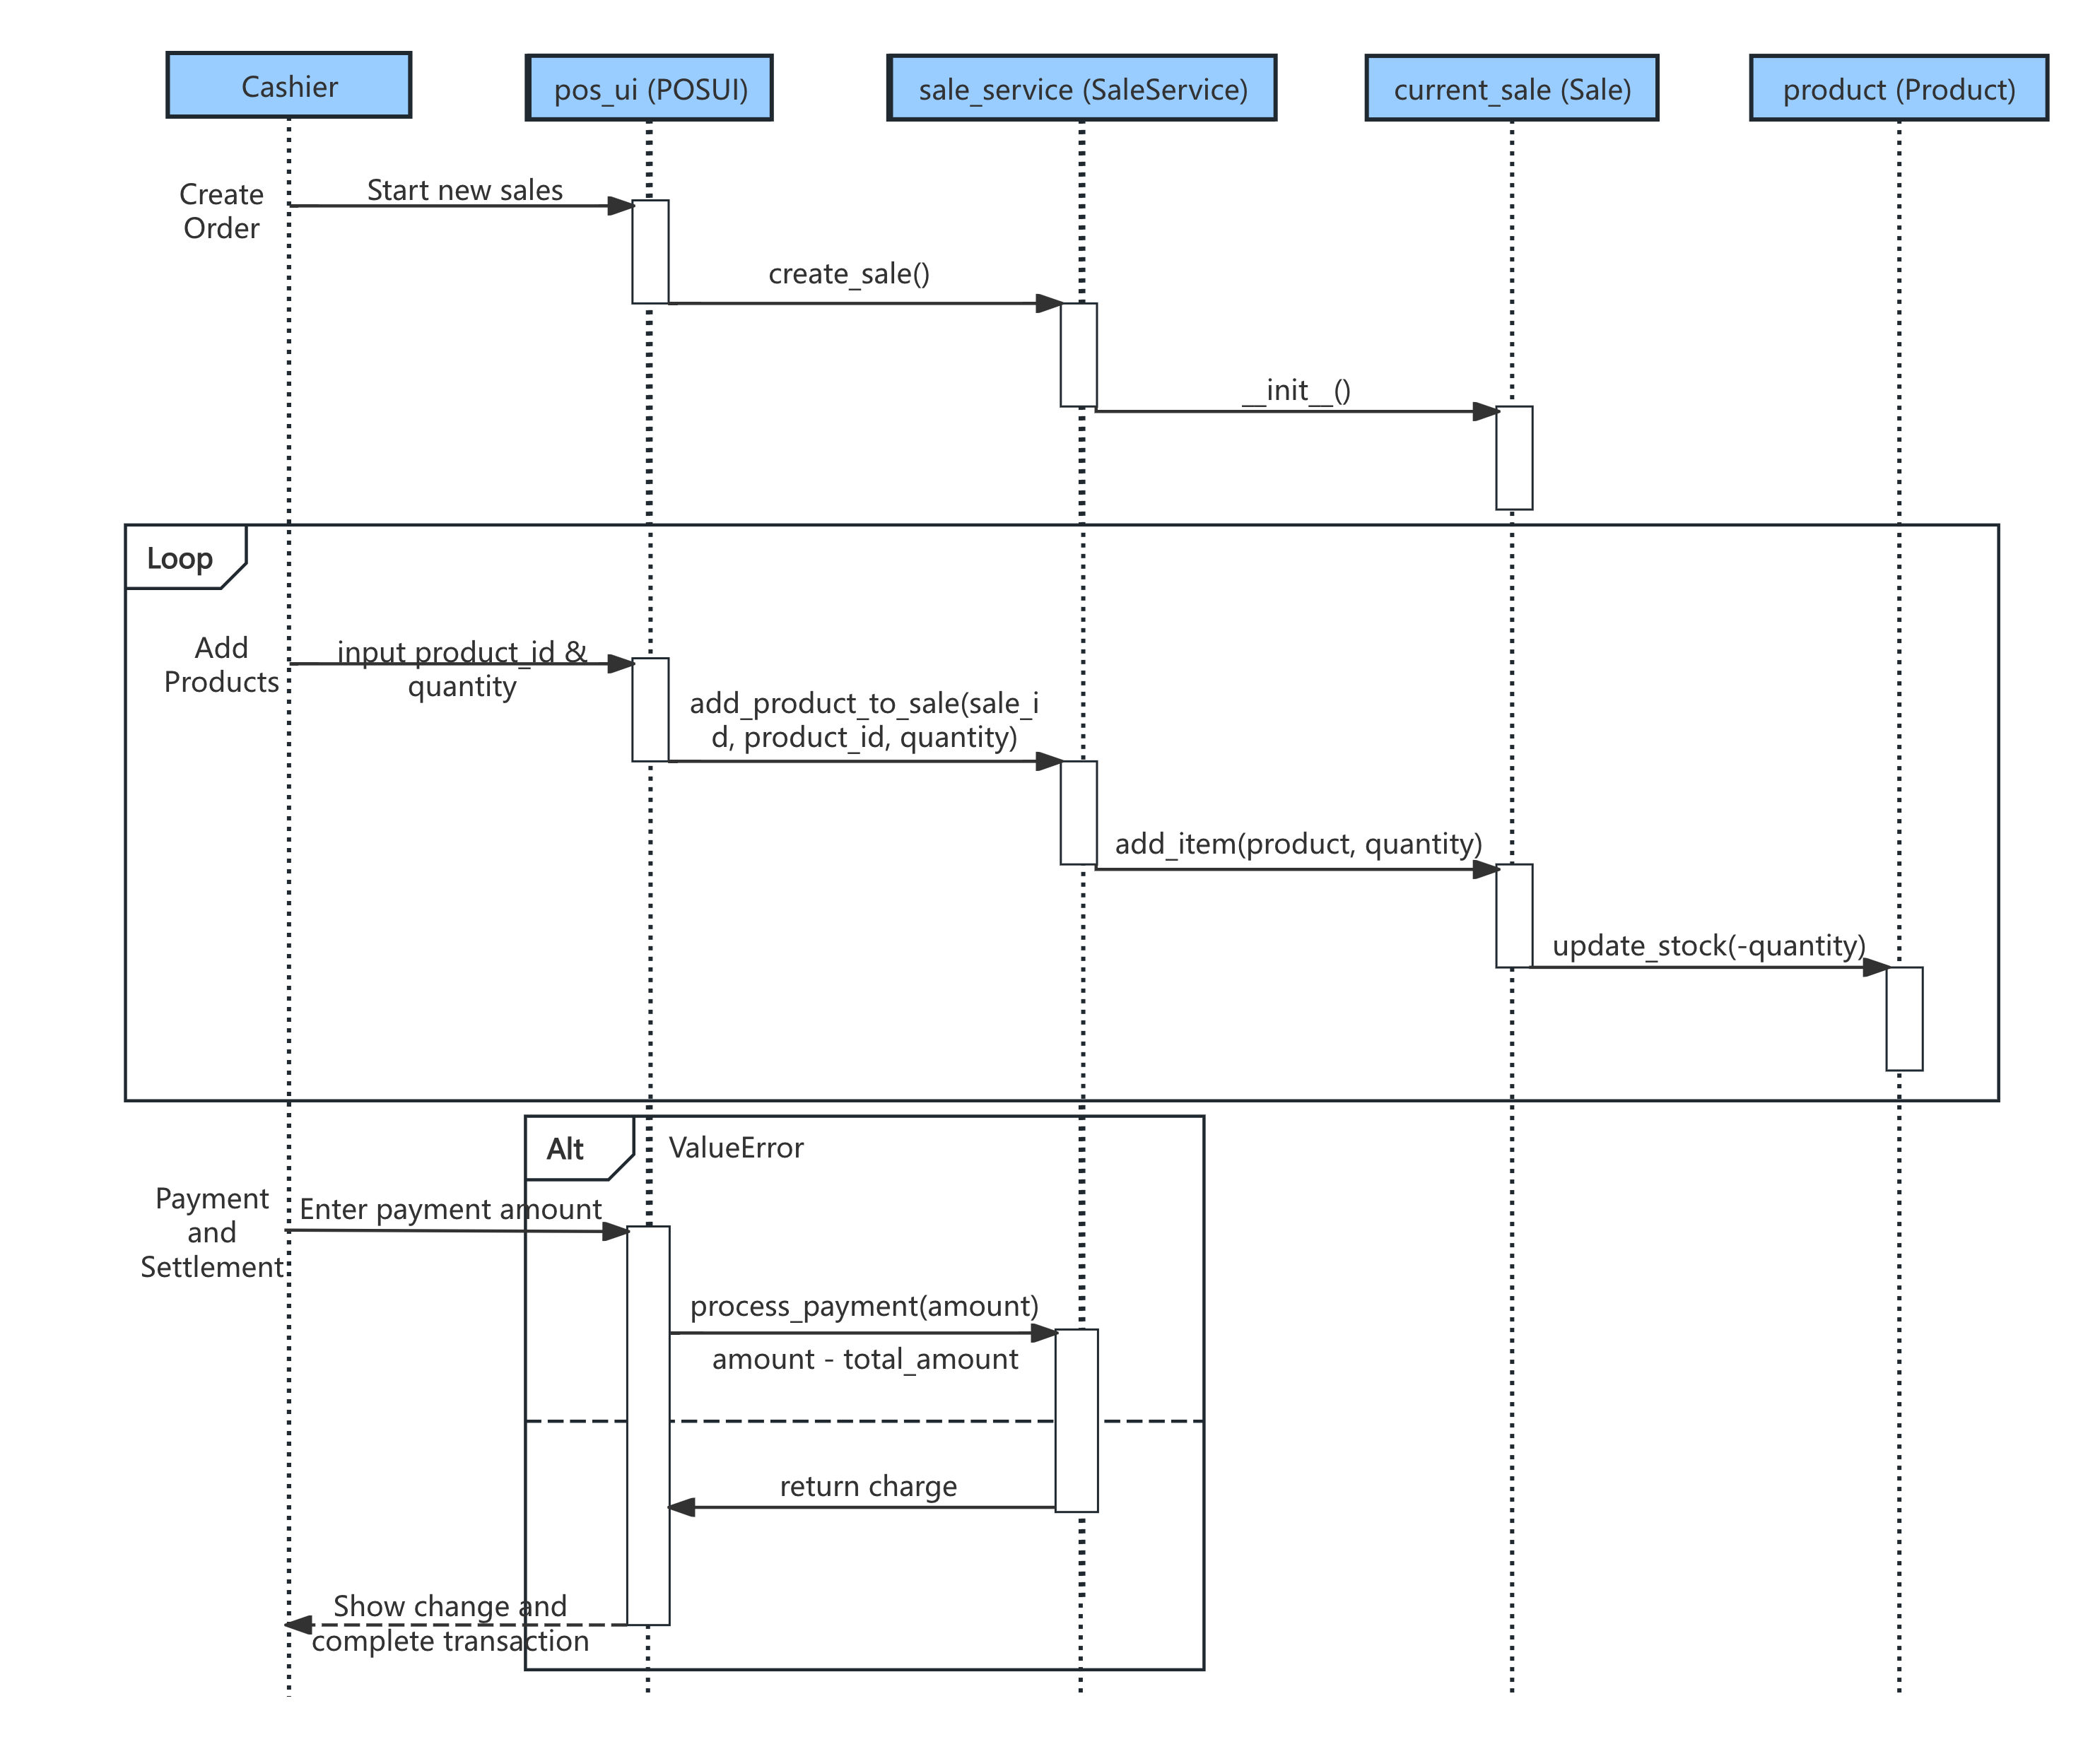 Cashier
pos_ui (POSUI)
sale_service (SaleService)
current_sale (Sale)
product (Product)
Create
Order
Start new sales
create_sale()
__init__()
Loop
Add
Products
input product_id &
quantity
add_product_to_sale(sale_i
d, product_id, quantity)
add_item(product, quantity)
update_stock(-quantity)
Alt
ValueError
Payment
and
Settlement
Enter payment amount
process_payment(amount)
amount - total_amount
return charge
Show change and
complete transaction